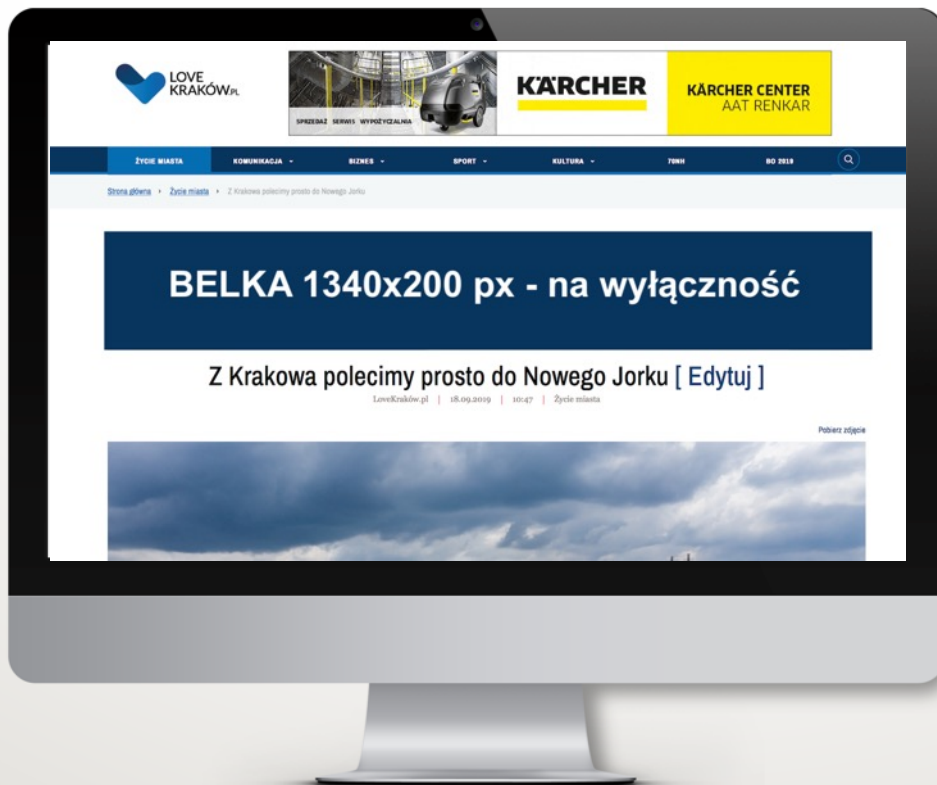 LOVE
KRAKÓW.PL
SPRZEDAŻ SERWIS WYPOŻYCZALNIA
KÄRCHER
KÄRCHER CENTER
AAT RENKAR
ŻYCIE MIASTA KOMUNIKACJA BIZNES SPORT KULTURA 70NH BO 2019
Strona główna Życie miasta Z Krakowa polecimy prosto do Nowego Jorku
BELKA 1340x200 px - na wyłączność
Z Krakowa polecimy prosto do Nowego Jorku [ Edytuj ]
LoveKraków.pl | 18.09.2019 | 10:47 | Życie miasta
Pobierz zdjęcie